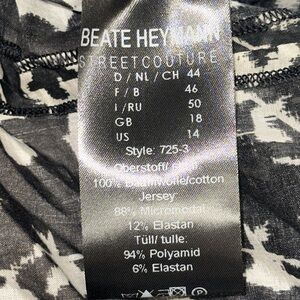 BEATE HEYMANN
STREETCOUTURE
D / NL / CH 44
F / B 46
I / RU 50
GB 18
US 14
Style: 725-3
Oberstoff/
100% Baumwolle/cotton
Jersey
88% Micromodal
12% Elastan
Tüll/ tulle:
94% Polyamid
6% Elastan